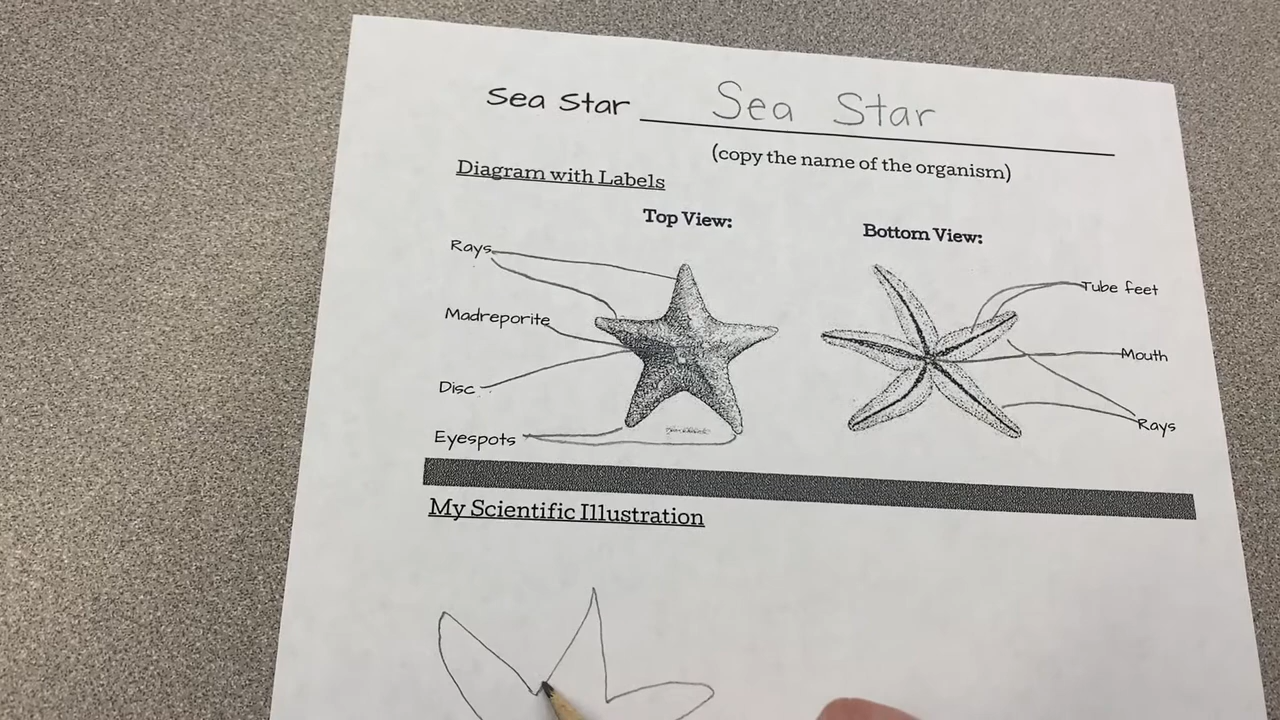 Sea Star Sea Star
(copy the name of the organism)
Diagram with Labels
Top View:
Bottom View:
Rays
Madreporite
Disc
Eyespots
Tube feet
Mouth
Rays
My Scientific Illustration